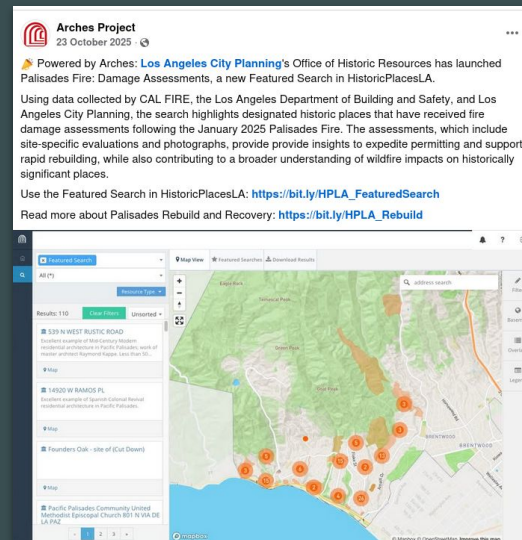 Arches Project
23 October 2025 ·
🎉 Powered by Arches: Los Angeles City Planning's Office of Historic Resources has launched
Palisades Fire: Damage Assessments, a new Featured Search in HistoricPlacesLA.
Using data collected by CAL FIRE, the Los Angeles Department of Building and Safety, and Los
Angeles City Planning, the search highlights designated historic places that have received fire
damage assessments following the January 2025 Palisades Fire. The assessments, which include
site-specific evaluations and photographs, provide provide insights to expedite permitting and support
rapid rebuilding, while also contributing to a broader understanding of wildfire impacts on historically
significant places.
Use the Featured Search in HistoricPlacesLA: https://bit.ly/HPLA_FeaturedSearch
Read more about Palisades Rebuild and Recovery: https://bit.ly/HPLA_Rebuild
Featured Search
Map View Featured Searches Download Results
All (*)
address search
Resource Type
Results: 110 Clear Filters Unsorted
539 N WEST RUSTIC ROAD
Excellent example of Mid-Century Modern
residential architecture in Pacific Palisades, work of
master architect Raymond Kappe. Less than 50...
Map
14920 W RAMOS PL
Excellent example of Spanish Colonial Revival
residential architecture in Pacific Palisades.
Map
Founders Oak - site of (Cut Down)
Map
Pacific Palisades Community United
Methodist Episcopal Church 801 N VIA DE
LA PAZ
1 2 3
BRENTWOOD
BRENTWOOD
mapbox
© Mapbox © OpenStreetMap Improve this map